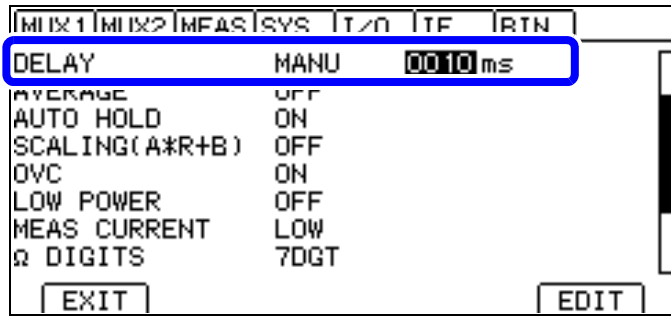 MUX1 MUX2 MEAS SYS I/O IF BIN
DELAY MANU 0010 ms
AVERAGE OFF
AUTO HOLD ON
SCALING(A*R+B) OFF
OVC ON
LOW POWER OFF
MEAS CURRENT LOW
Ω DIGITS 7DGT
EXIT EDIT